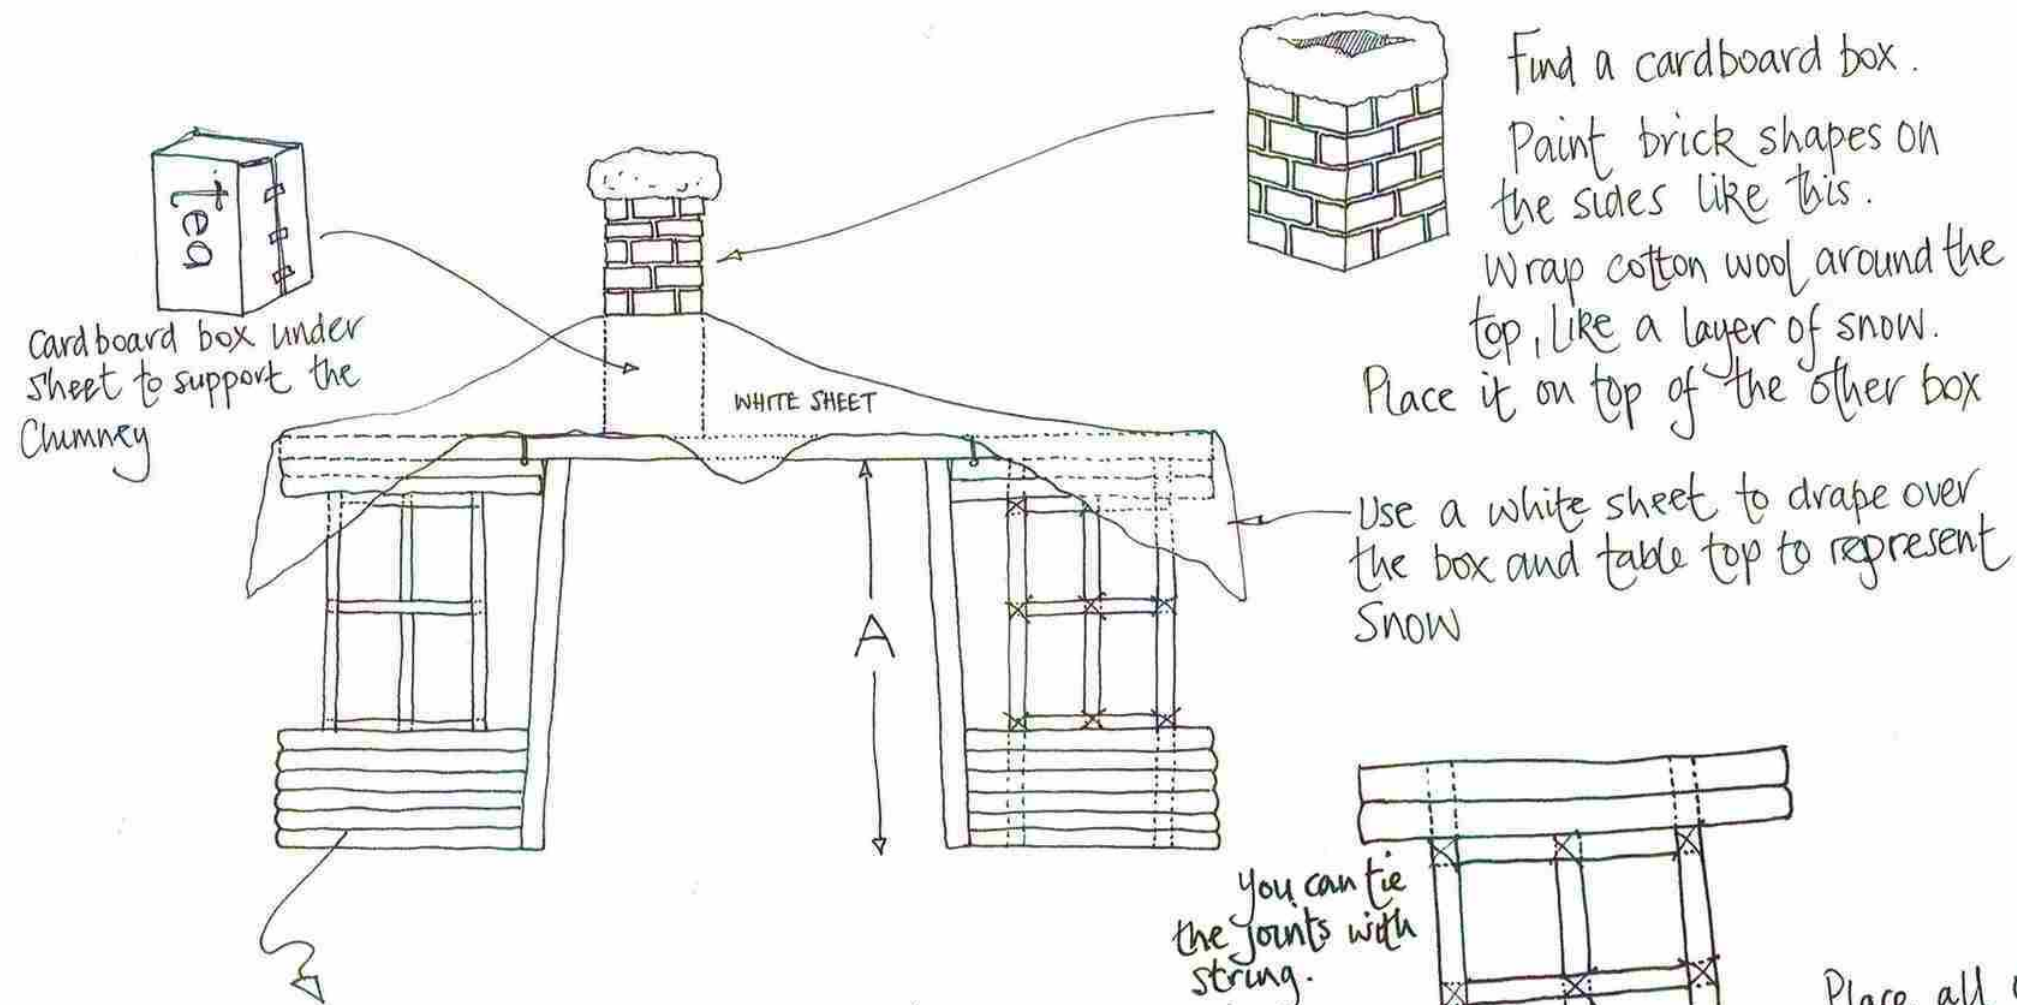 Tea
Cardboard box under
sheet to support the
Chimney
WHITE SHEET
A
Find a cardboard box.
Paint brick shapes on
the sides like this.
Wrap cotton wool around the
top, like a layer of snow.
Place it on top of the other box
Use a white sheet to drape over
the box and table top to represent
Snow
You can tie
the joints with
string.
Place all